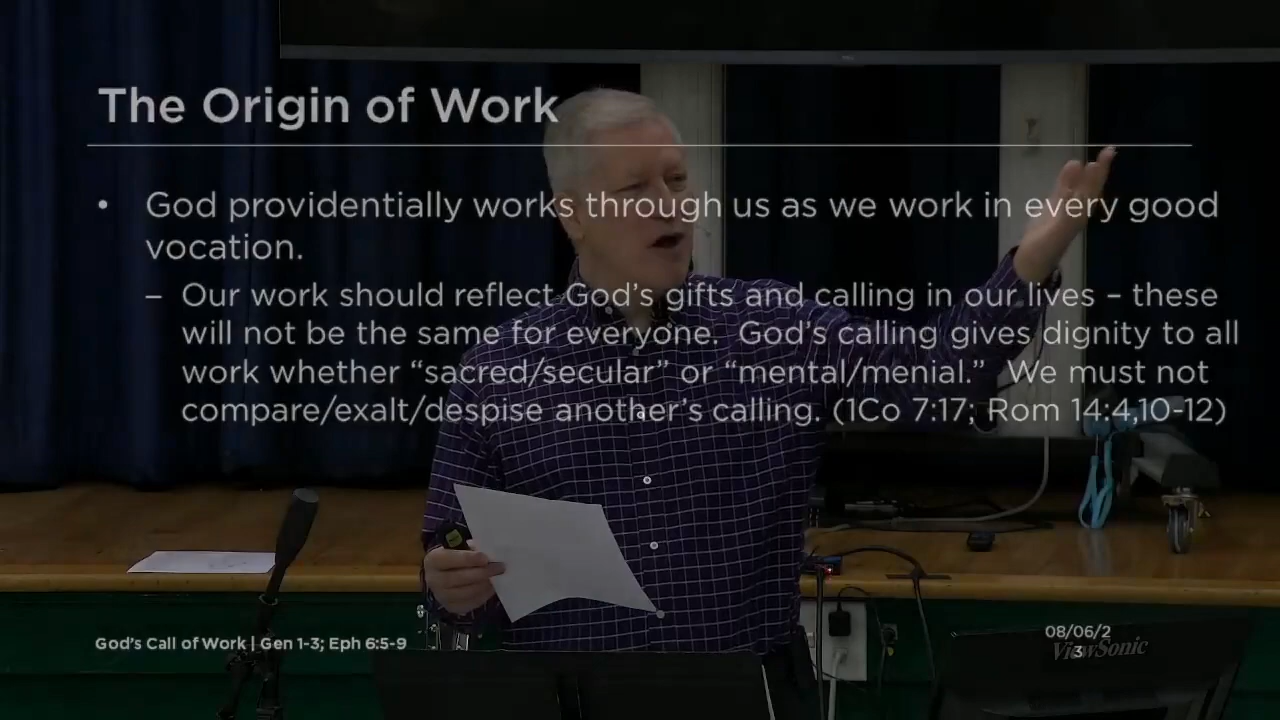 The Origin of Work
• God providentially works through us as we work in every good
vocation.
– Our work should reflect God's gifts and calling in our lives – these
will not be the same for everyone.  God's calling gives dignity to all
work whether “sacred/secular” or “mental/menial.”  We must not
compare/exalt/despise another's calling. (1Co 7:17; Rom 14:4,10-12)
God's Call of Work | Gen 1-3; Eph 6:5-9
08/06/2
3
ViewSonic